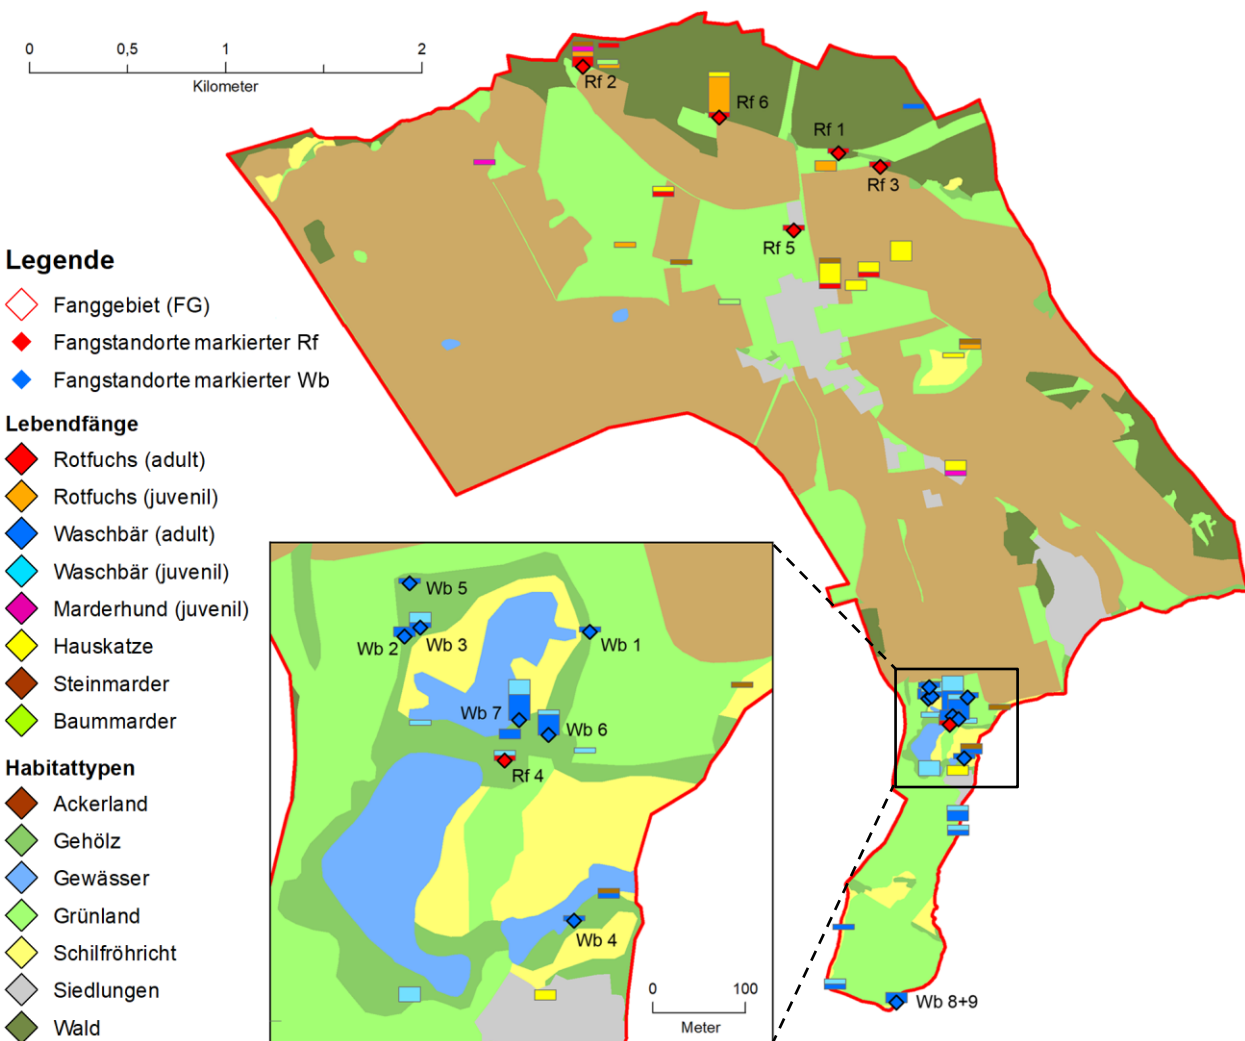 0 0,5 1 2
Kilometer
Rf 2
Rf 6
Rf 1
Rf 3
Rf 5
Legende
Fanggebiet (FG)
Fangstandorte markierter Rf
Fangstandorte markierter Wb
Lebendfänge
Rotfuchs (adult)
Rotfuchs (juvenil)
Waschbär (adult)
Waschbär (juvenil)
Marderhund (juvenil)
Hauskatze
Steinmarder
Baummarder
Habitattypen
Ackerland
Gehölz
Gewässer
Grünland
Schilfröhricht
Siedlungen
Wald
Wb 5
Wb 3
Wb 2
Wb 1
Wb 7
Wb 6
Rf 4
Wb 4
0 100
Meter
Wb 8+9